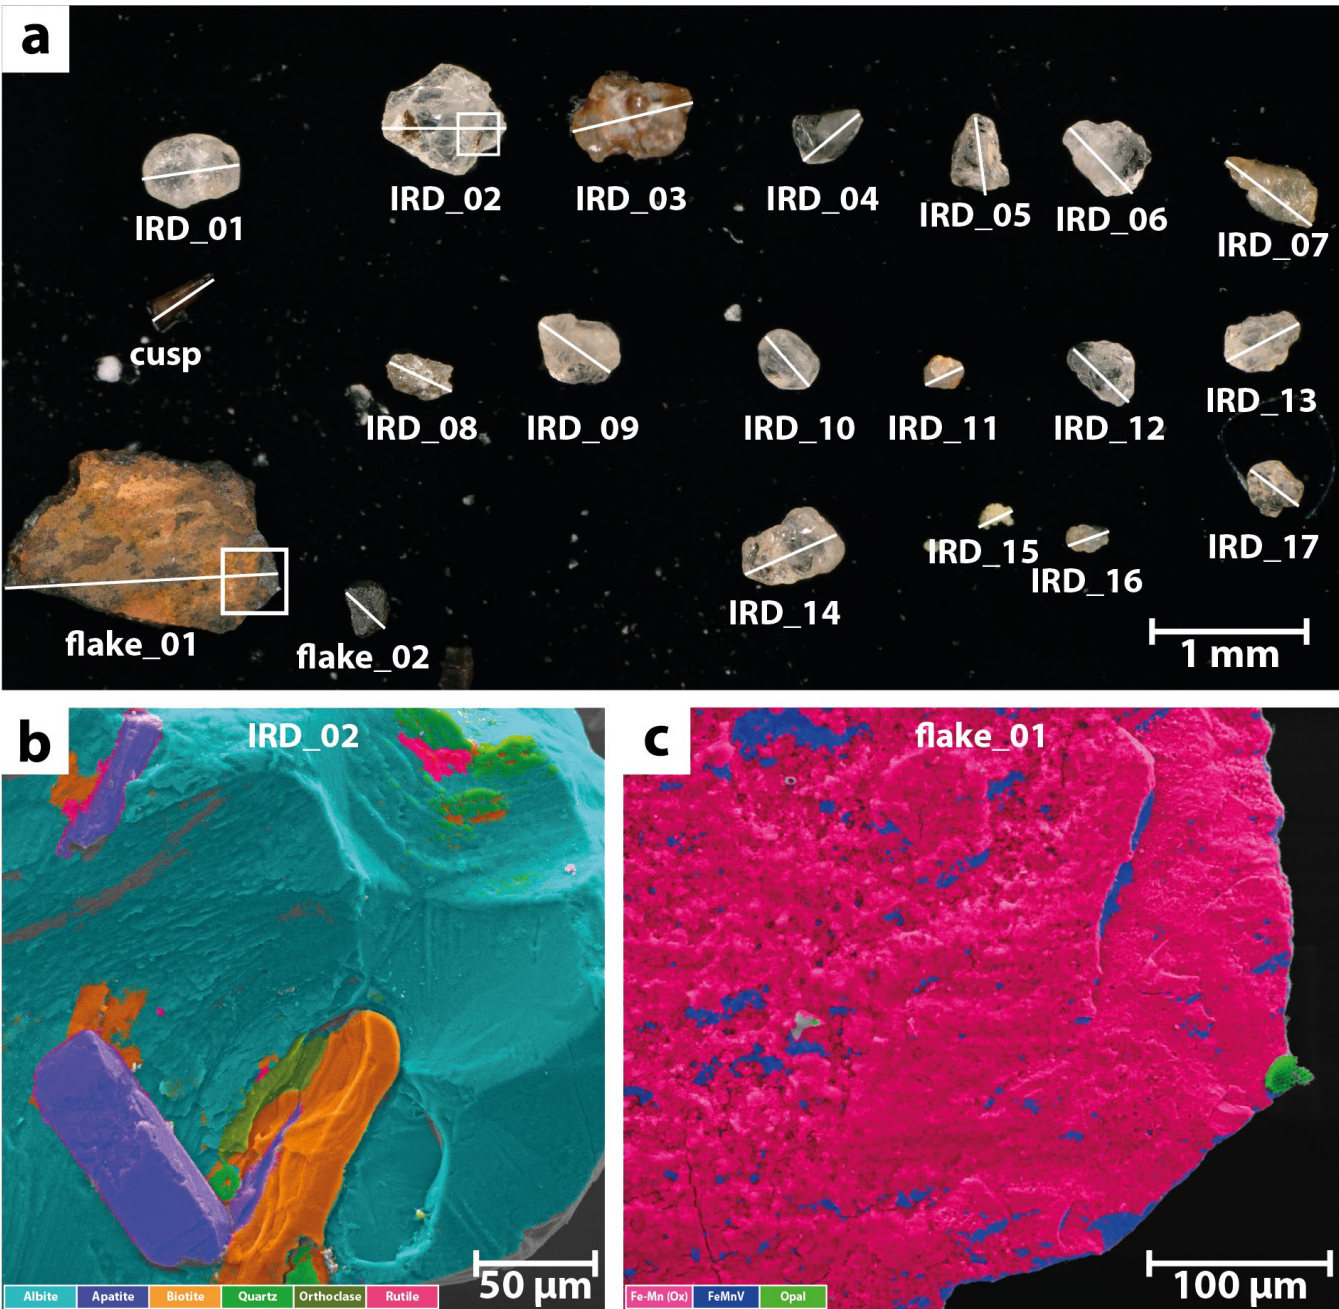 a
IRD_01
IRD_02
IRD_03
IRD_04
IRD_05
IRD_06
IRD_07
cusp
IRD_08
IRD_09
IRD_10
IRD_11
IRD_12
IRD_13
flake_01
flake_02
IRD_14
IRD_15
IRD_16
IRD_17
1 mm
b
IRD_02
50 µm
Albite Apatite Biotite Quartz Orthoclase Rutile
c
flake_01
100 µm
Fe-Mn (Ox) FeMnV Opal